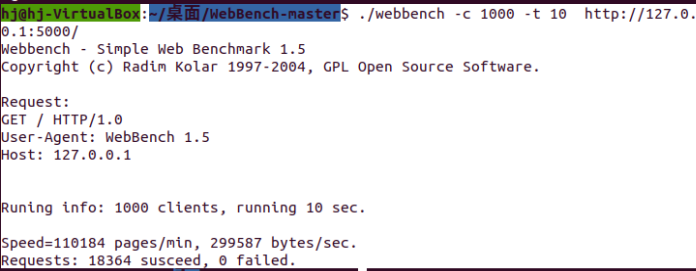 hj@hj-VirtualBox:~/桌面/WebBench-master$ ./webbench -c 1000 -t 10  http://127.0.
0.1:5000/
Webbench - Simple Web Benchmark 1.5
Copyright (c) Radim Kolar 1997-2004, GPL Open Source Software.
Request:
GET / HTTP/1.0
User-Agent: WebBench 1.5
Host: 127.0.0.1
Runing info: 1000 clients, running 10 sec.
Speed=110184 pages/min, 299587 bytes/sec.
Requests: 18364 susceed, 0 failed.